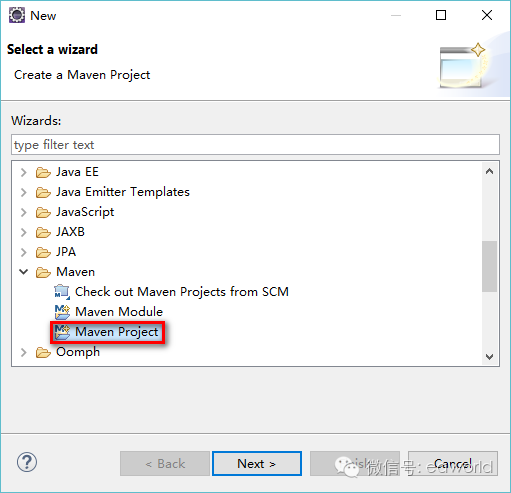 New
Select a wizard
Create a Maven Project
Wizards:
type filter text
Java EE
Java Emitter Templates
JavaScript
JAXB
JPA
Maven
Check out Maven Projects from SCM
Maven Module
Maven Project
Oomph
? < Back Next > Cancel
微信号: eaworld